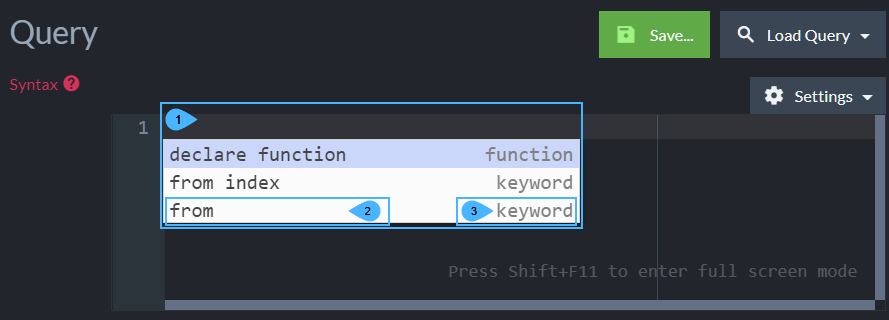 Query
Save...
Load Query
Syntax ?
Settings
1
1
declare function function
from index keyword
from 2 3 keyword
Press Shift+F11 to enter full screen mode